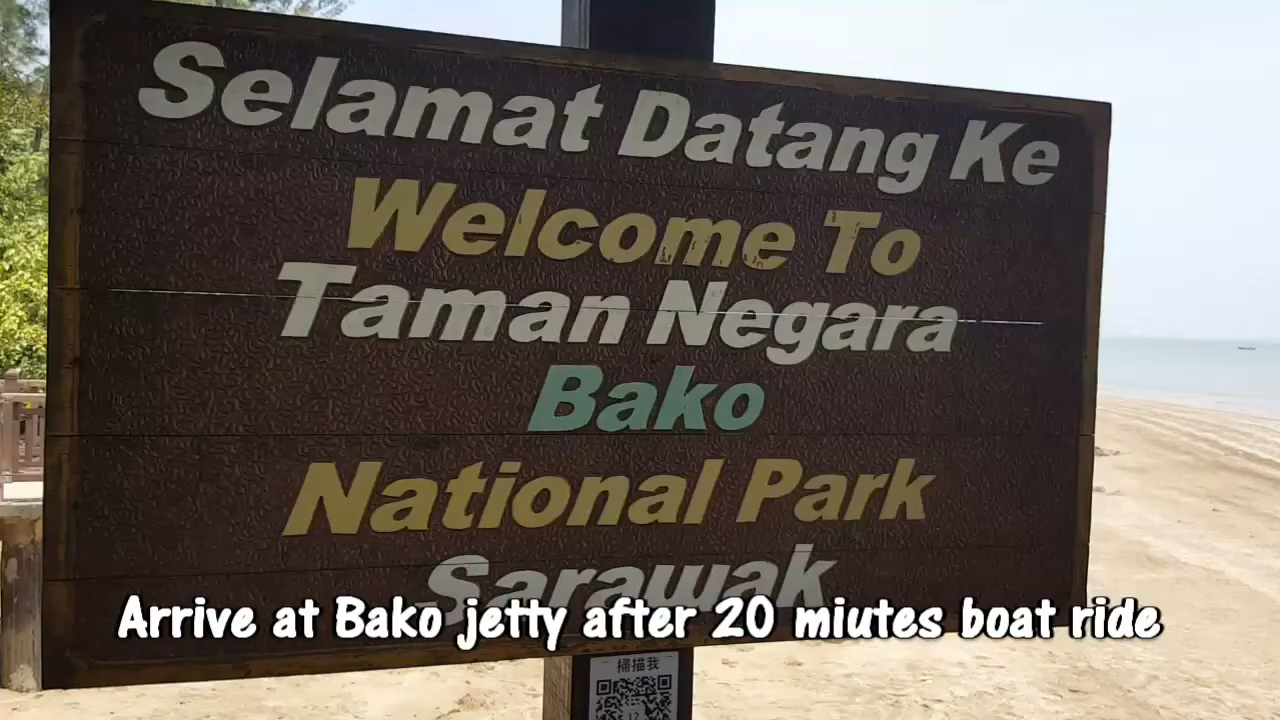 Selamat Datang Ke
Welcome To
Taman Negara
Bako
National Park
Sarawak
Arrive at Bako jetty after 20 miutes boat ride
掃描我